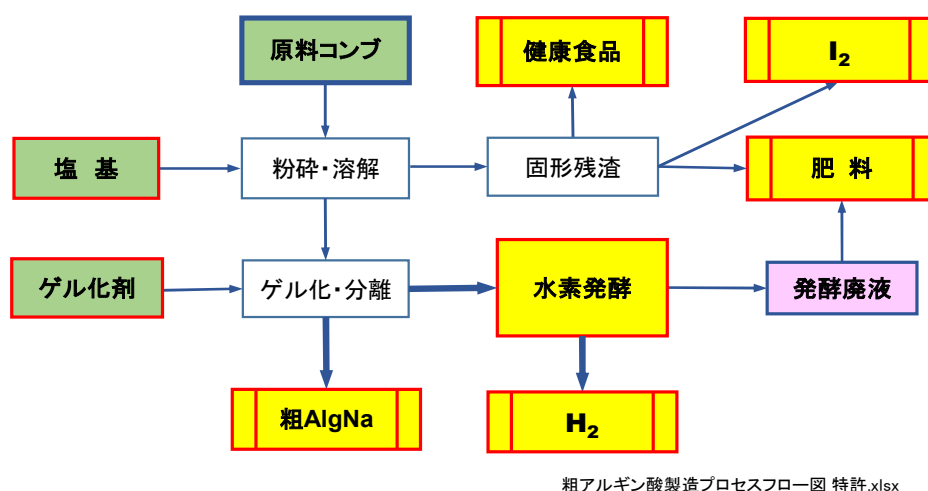 原料コンブ
健康食品
I₂
塩 基
粉砕・溶解
固形残渣
肥 料
ゲル化剤
ゲル化・分離
水素発酵
発酵廃液
粗AlgNa
H₂
粗アルギン酸製造プロセスフロー図 特許.xlsx